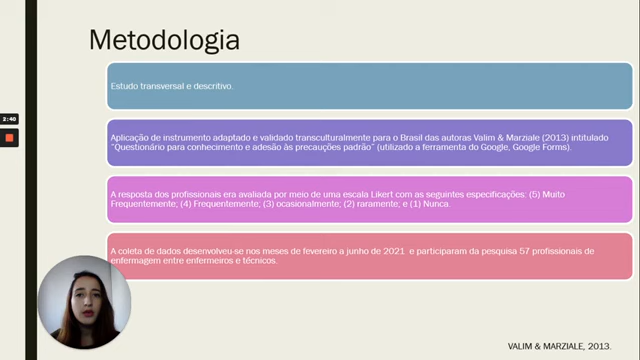 Metodologia
Estudo transversal e descritivo.
Aplicação de instrumento adaptado e validado transculturalmente para o Brasil das autoras Valim & Marziale (2013) intitulado
"Questionário para conhecimento e adesão às precauções padrão" (utilizado a ferramenta do Google, Google Forms).
A resposta dos profissionais era avaliada por meio de uma escala Likert com as seguintes especificações: (5) Muito
Frequentemente; (4) Frequentemente; (3) ocasionalmente; (2) raramente; e (1) Nunca.
A coleta de dados desenvolveu-se nos meses de fevereiro a junho de 2021 e participaram da pesquisa 57 profissionais de
enfermagem entre enfermeiros e técnicos.
2:40
VALIM & MARZIALE, 2013.